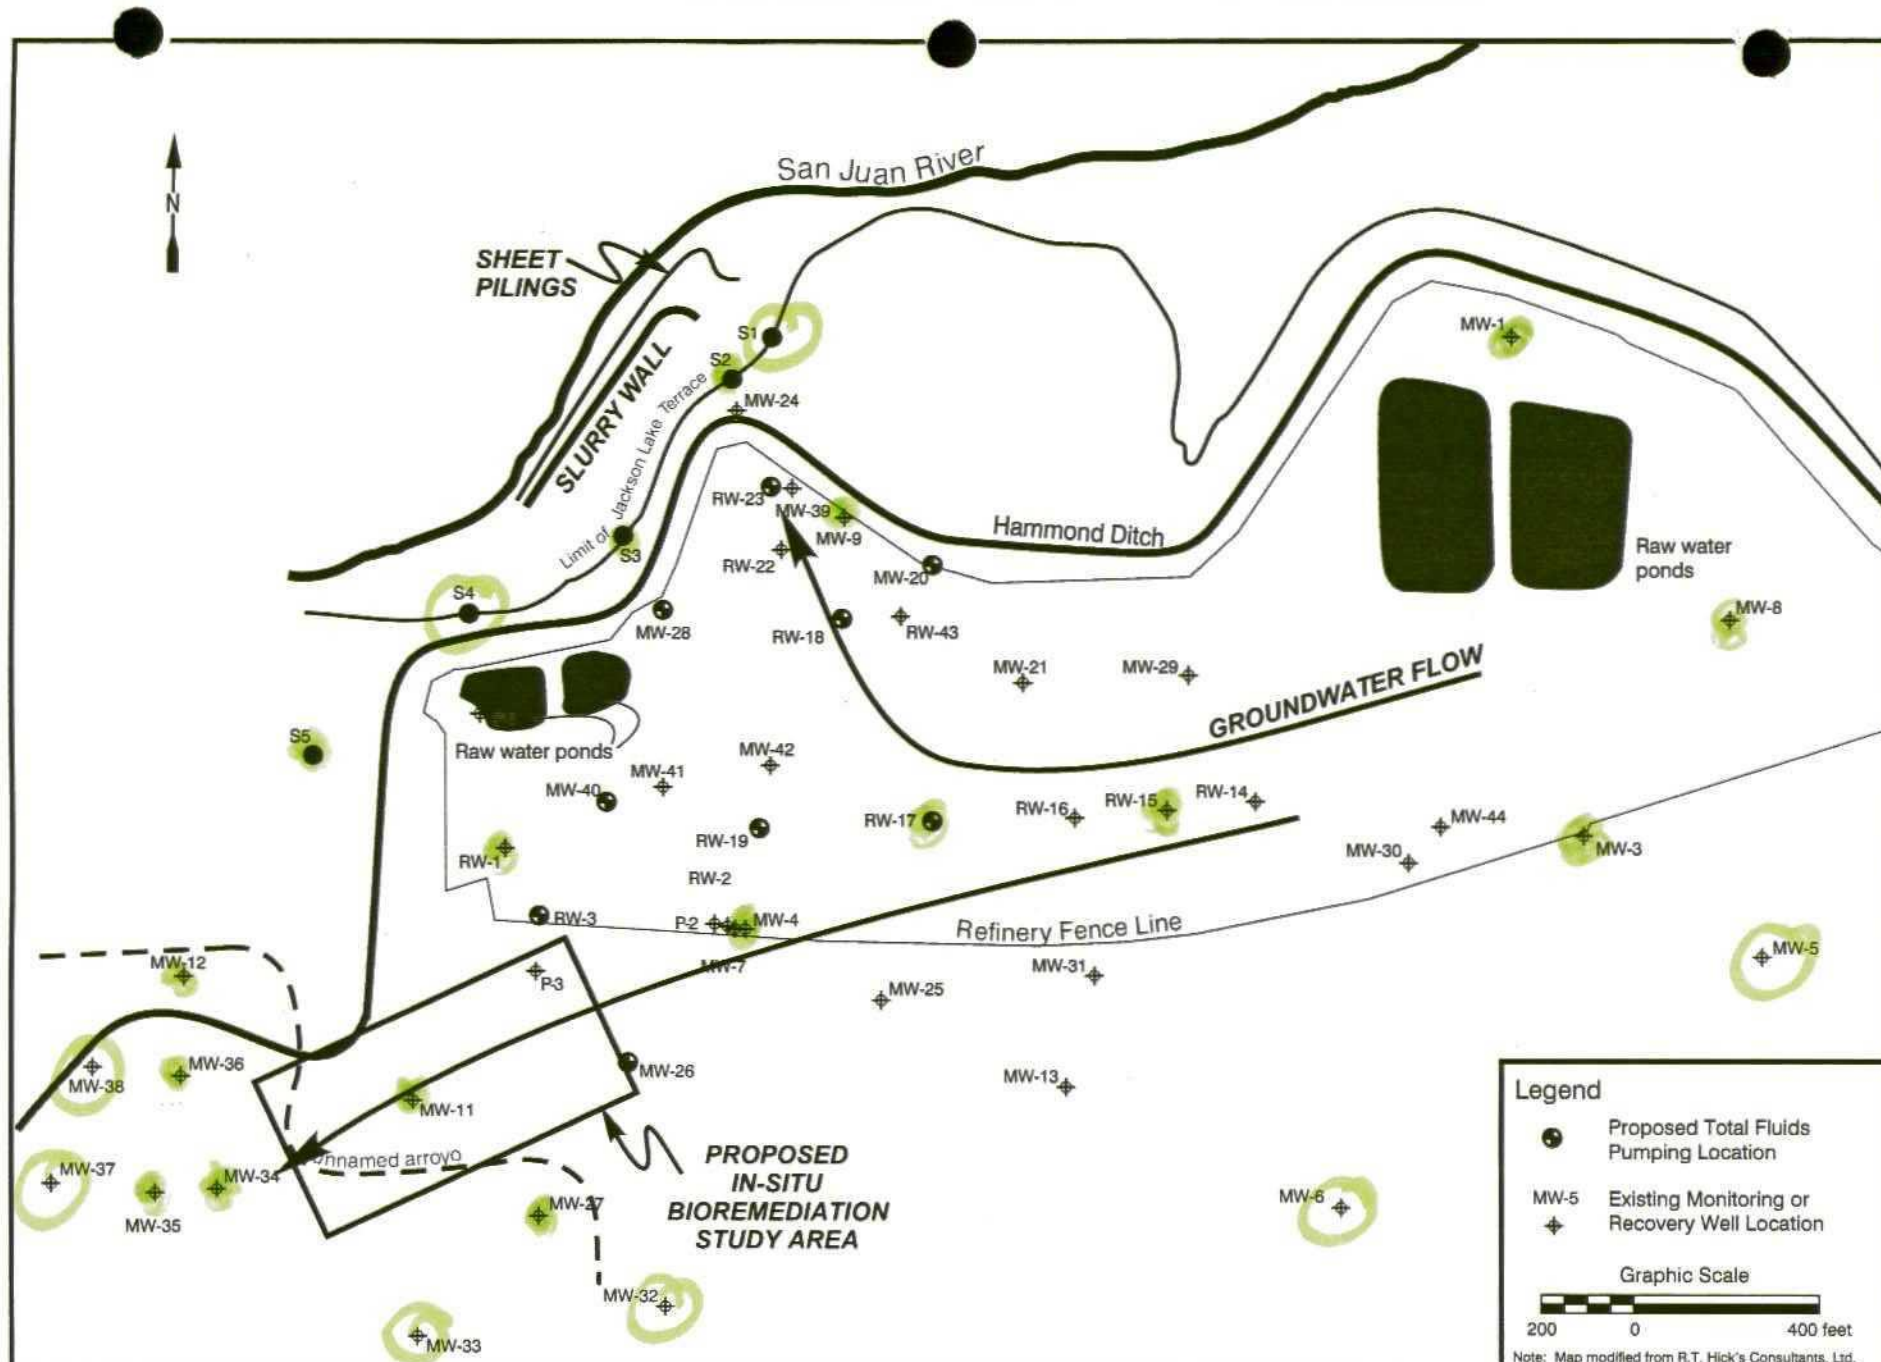 San Juan River
N
SHEET
PILINGS
S1
MW-1
S2
MW-24
SLURRY WALL
Limit of Jackson Lake Terrace
RW-23
MW-39
MW-9
Hammond Ditch
S3
RW-22
MW-20
Raw water
ponds
S4
MW-28
RW-18
RW-43
MW-8
MW-21
MW-29
GROUNDWATER FLOW
S5
Raw water ponds
MW-42
MW-41
MW-40
RW-19
RW-17
RW-16
RW-15
RW-14
MW-44
MW-3
MW-30
RW-1
RW-2
RW-3
P-2
MW-4
Refinery Fence Line
MW-5
MW-12
P-3
MW-7
MW-25
MW-31
MW-38
MW-36
MW-26
MW-13
MW-11
MW-37
MW-34
Unnamed arroyo
MW-35
MW-27
PROPOSED
IN-SITU
BIOREMEDIATION
STUDY AREA
MW-6
MW-32
MW-33
Legend
Proposed Total Fluids
Pumping Location
MW-5
Existing Monitoring or
Recovery Well Location
Graphic Scale
200 0 400 feet
Note: Map modified from R.T. Hick's Consultants, Ltd.